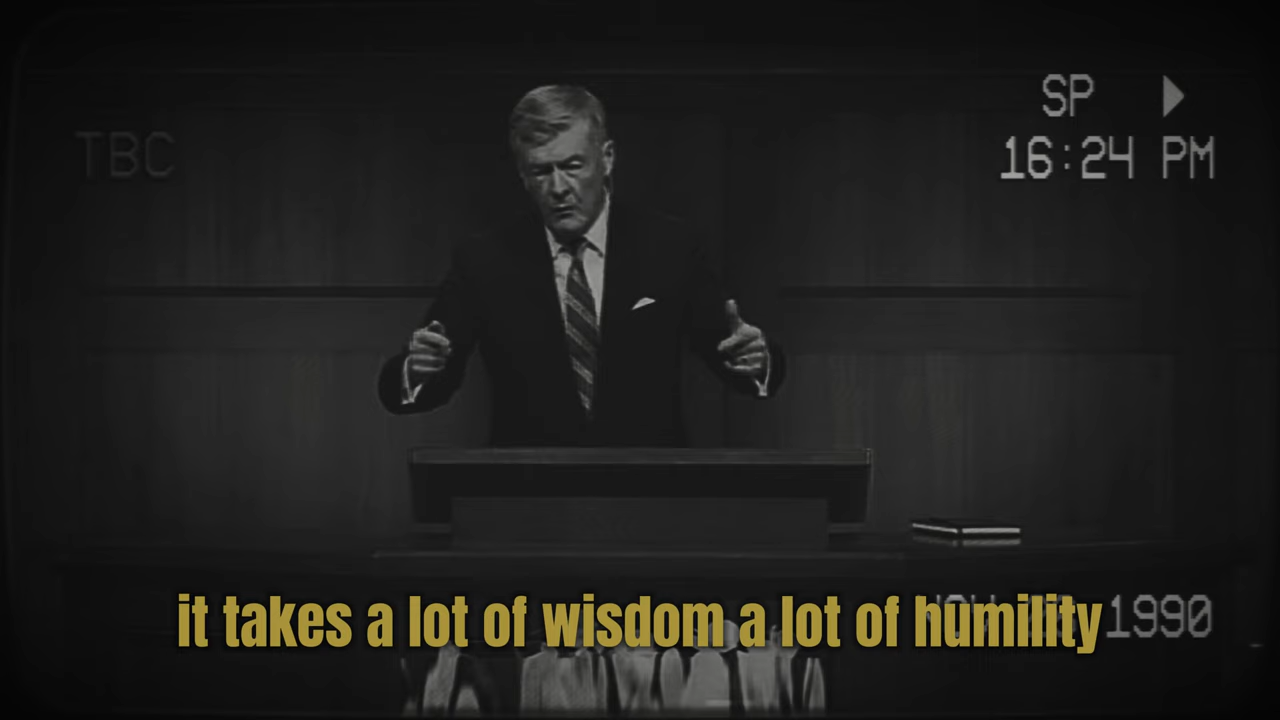 SP
TBC
16:24 PM
it takes a lot of wisdom a lot of humility
1990